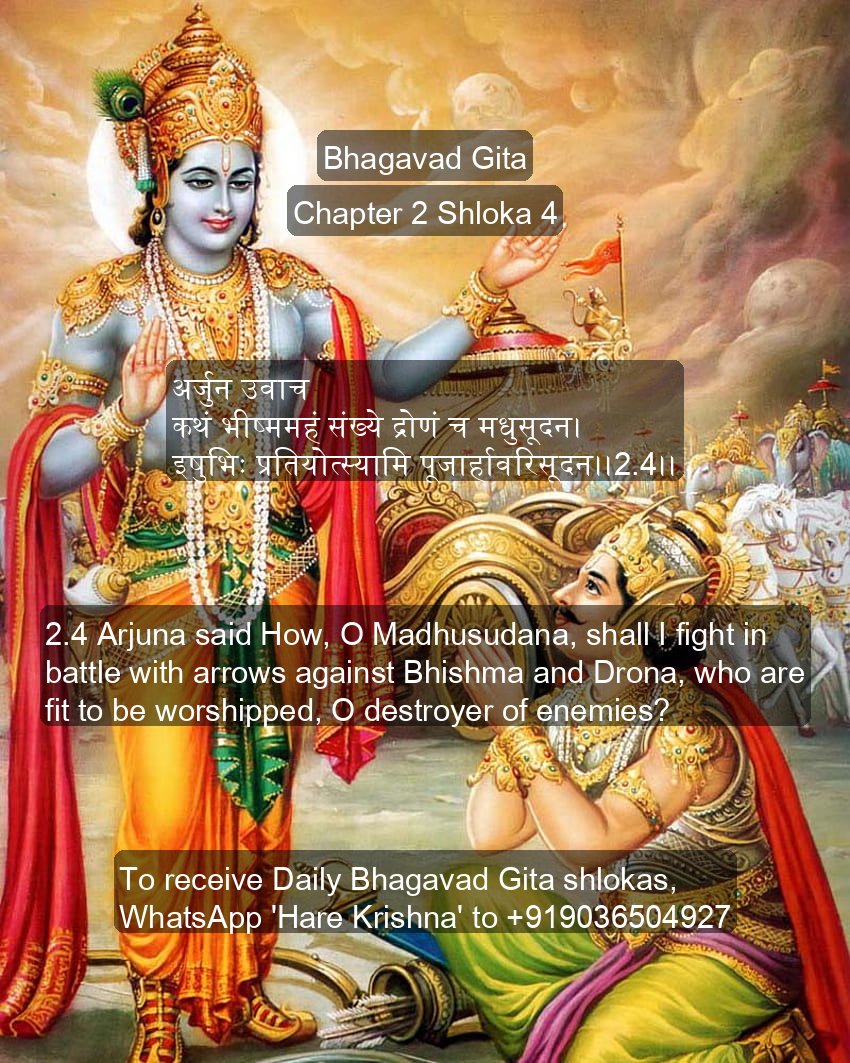 Bhagavad Gita
Chapter 2 Shloka 4
अर्जुन उवाच
कथं भीष्ममहं संख्ये द्रोणं च मधुसूदन।
इषुभिः प्रतियोत्स्यामि पूजार्हावरिसूदन।।2.4।।
2.4 Arjuna said How, O Madhusudana, shall I fight in
battle with arrows against Bhishma and Drona, who are
fit to be worshipped, O destroyer of enemies?
To receive Daily Bhagavad Gita shlokas,
WhatsApp 'Hare Krishna' to +919036504927